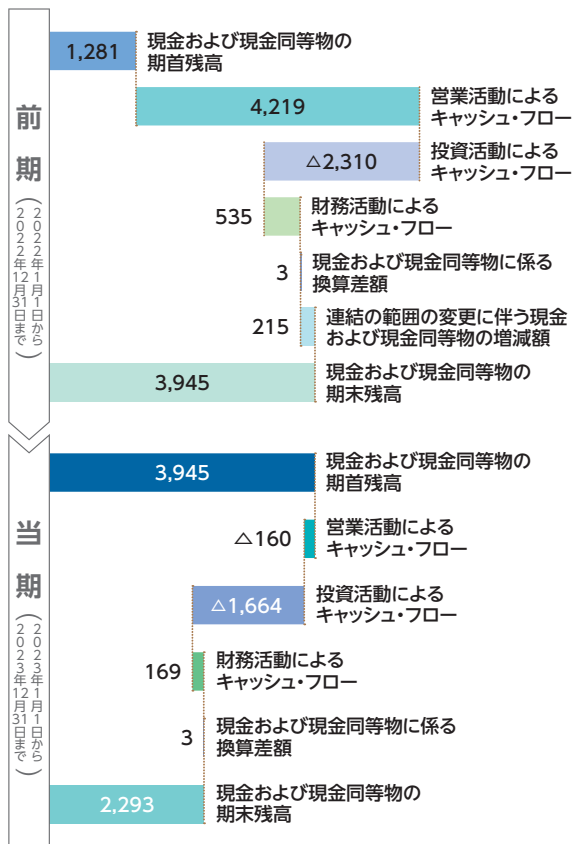 前期
(2022年1月1日から
2022年12月31日まで)
1,281
現金および現金同等物の
期首残高
4,219
営業活動による
キャッシュ・フロー
△2,310
投資活動による
キャッシュ・フロー
535
財務活動による
キャッシュ・フロー
3
現金および現金同等物に係る
換算差額
215
連結の範囲の変更に伴う現金
および現金同等物の増減額
3,945
現金および現金同等物の
期末残高
当期
(2023年1月1日から
2023年12月31日まで)
3,945
現金および現金同等物の
期首残高
△160
営業活動による
キャッシュ・フロー
△1,664
投資活動による
キャッシュ・フロー
169
財務活動による
キャッシュ・フロー
3
現金および現金同等物に係る
換算差額
2,293
現金および現金同等物の
期末残高